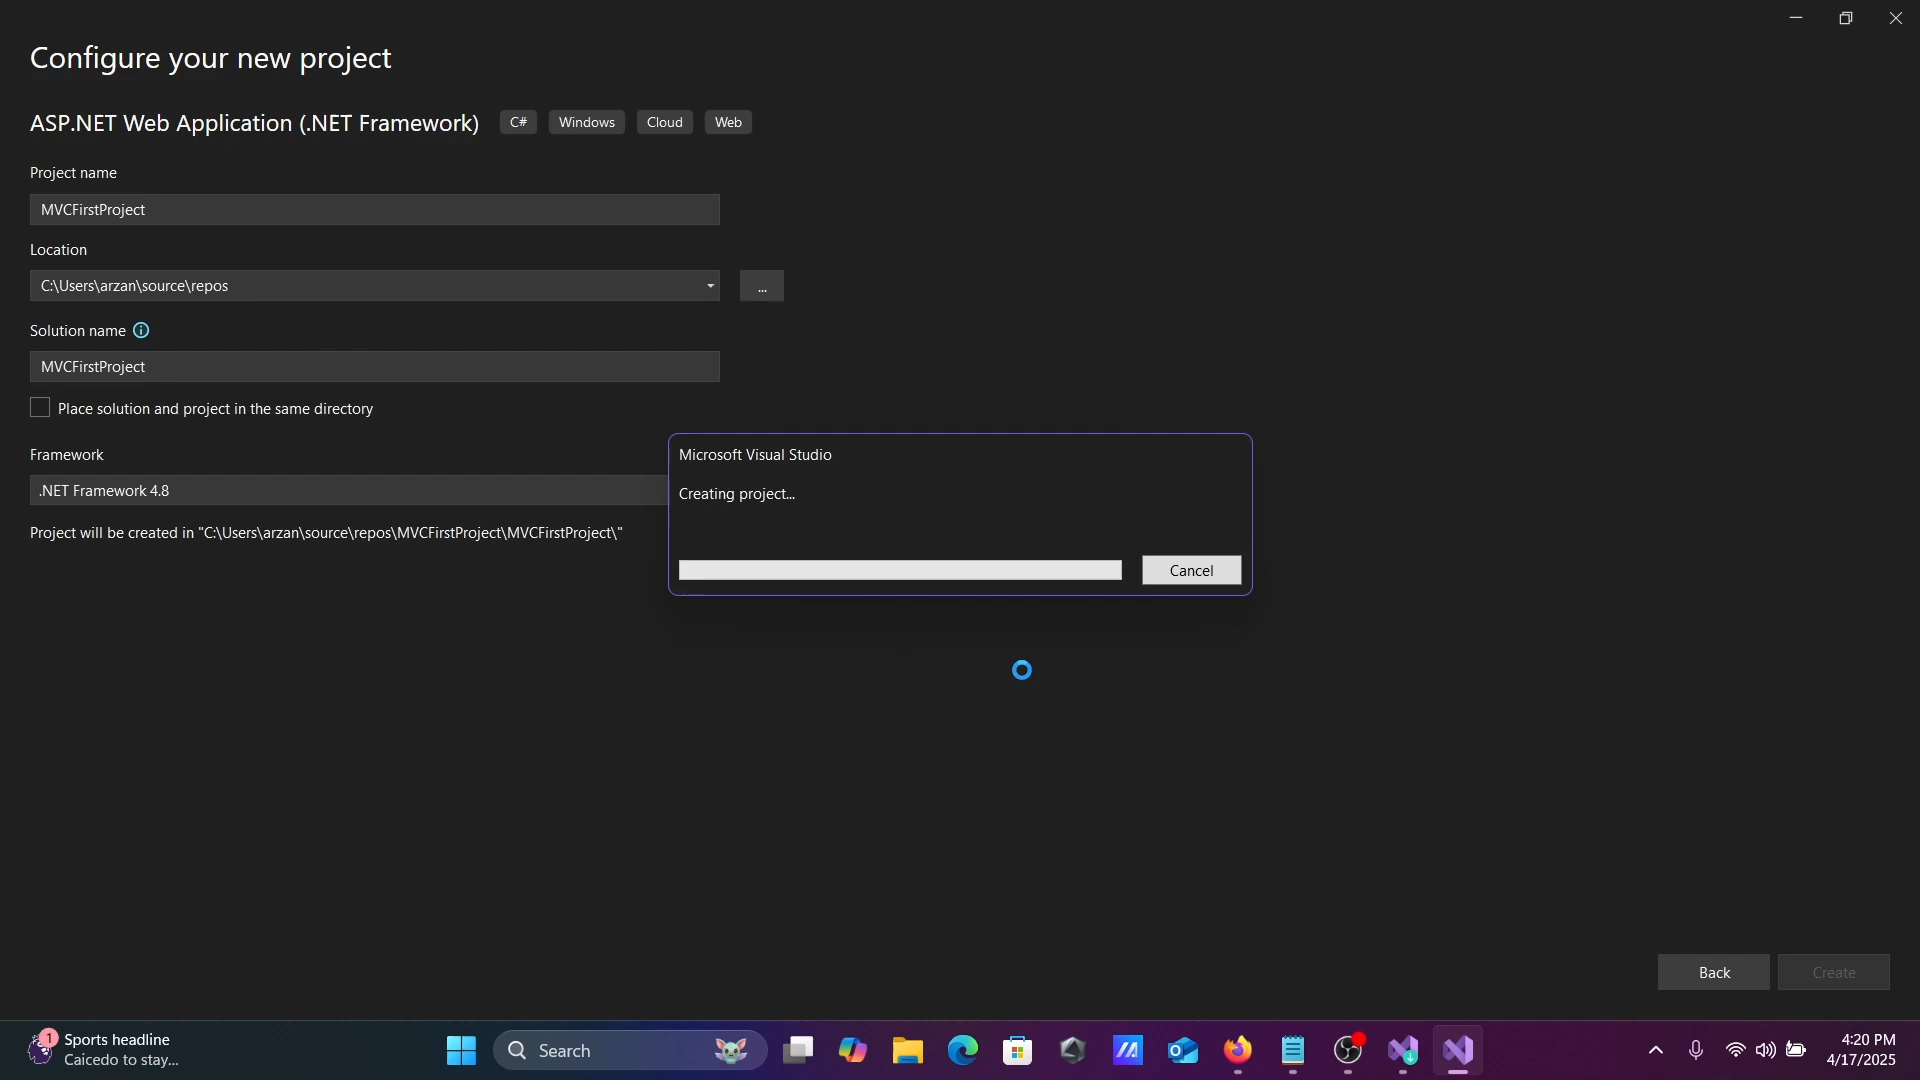 Configure your new project
ASP.NET Web Application (.NET Framework) C# Windows Cloud Web
Project name
MVCFirstProject
Location
C:\Users\arzan\source\repos
...
Solution name
MVCFirstProject
Place solution and project in the same directory
Framework
.NET Framework 4.8
Project will be created in "C:\Users\arzan\source\repos\MVCFirstProject\MVCFirstProject\"
Microsoft Visual Studio
Creating project...
Cancel
Back
Create
1
Sports headline
Caicedo to stay...
Search
4:20 PM
4/17/2025